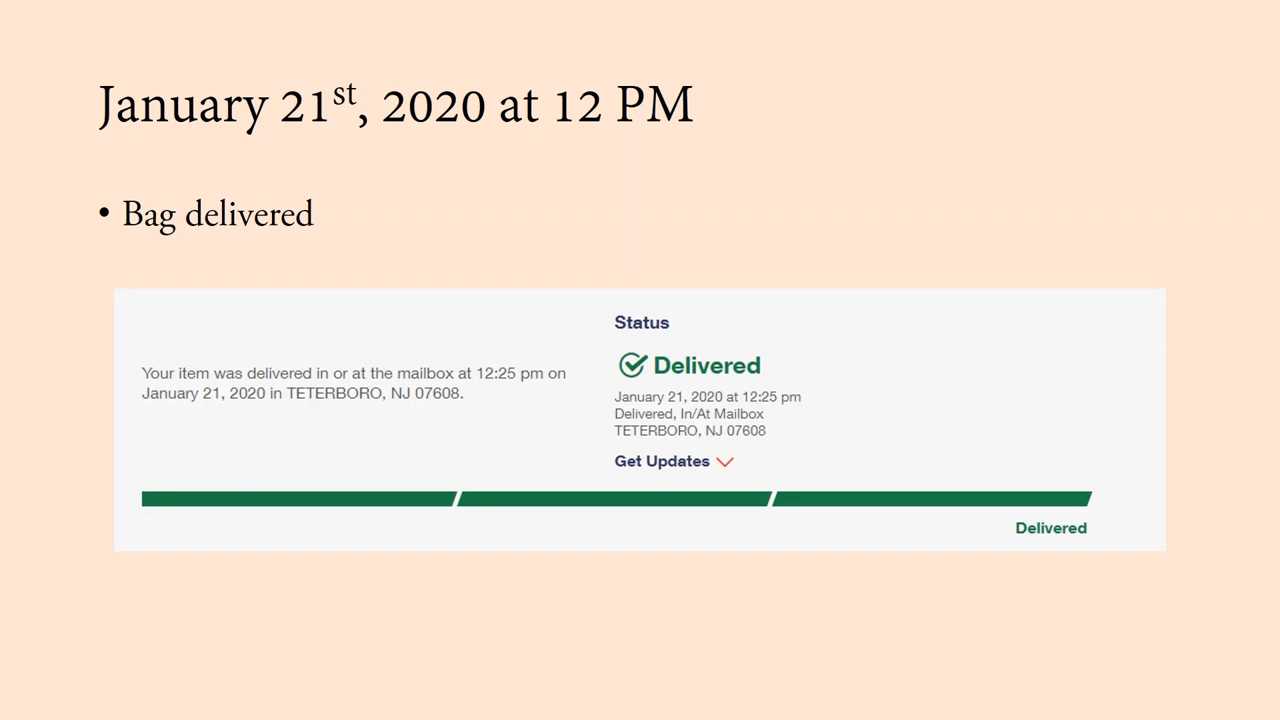 January 21st, 2020 at 12 PM
• Bag delivered
Your item was delivered in or at the mailbox at 12:25 pm on
January 21, 2020 in TETERBORO, NJ 07608.
Status
Delivered
January 21, 2020 at 12:25 pm
Delivered, In/At Mailbox
TETERBORO, NJ 07608
Get Updates
Delivered